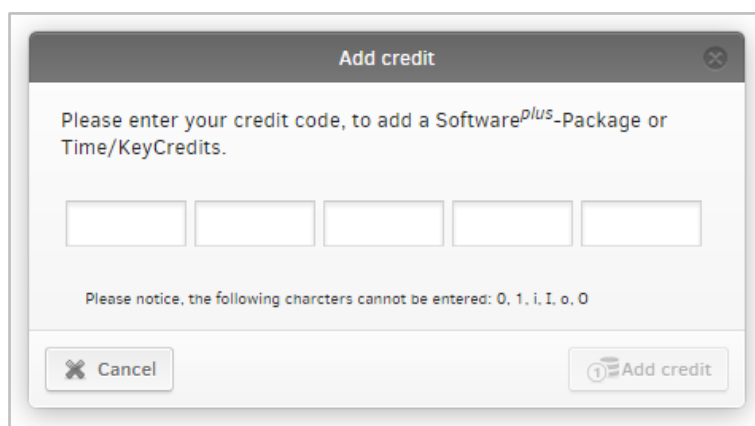 Add credit
Please enter your credit code, to add a Softwareplus-Package or
Time/KeyCredits.
Please notice, the following charcters cannot be entered: 0, 1, i, I, o, O
Cancel
1 Add credit